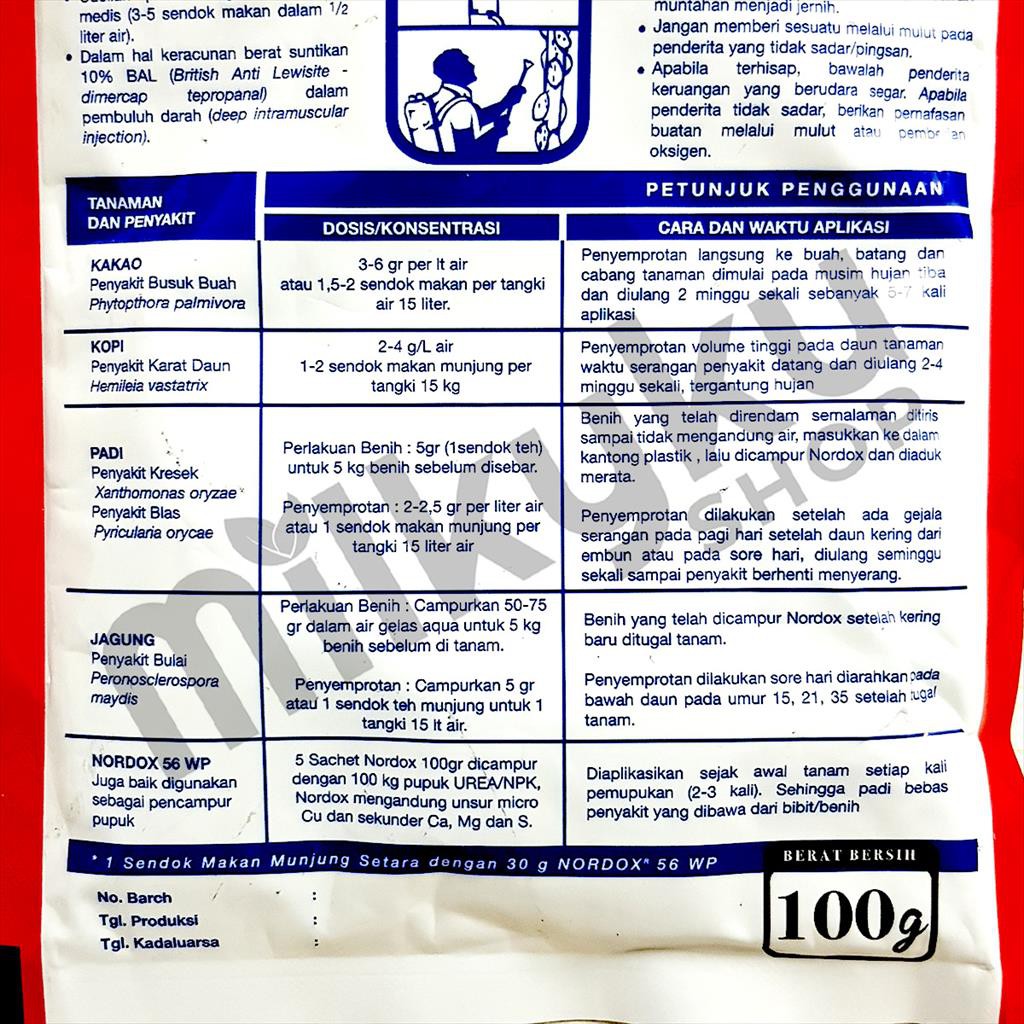 medis (3-5 sendok makan dalam 1/2
liter air).
• Dalam hal keracunan berat suntikan
10% BAL (British Anti Lewisite -
dimercap tepropanal) dalam
pembuluh darah (deep intramuscular
injection).
muntahan menjadi jernih.
• Jangan memberi sesuatu melalui mulut pada
penderita yang tidak sadar/pingsan.
• Apabila terhisap, bawalah penderita
keruangan yang berudara segar. Apabila
penderita tidak sadar, berikan pernafasan
buatan melalui mulut atau
oksigen.
TANAMAN
DAN PENYAKIT
PETUNJUK PENGGUNAAN
DOSIS/KONSENTRASI
CARA DAN WAKTU APLIKASI
KAKAO
Penyakit Busuk Buah
Phytopthora palmivora
3-6 gr per lt air
atau 1,5-2 sendok makan per tangki
air 15 liter.
Penyemprotan langsung ke buah, batang dan
cabang tanaman dimulai pada musim hujan tiba
dan diulang 2 minggu sekali sebanyak 5-7 kali
aplikasi
KOPI
Penyakit Karat Daun
Hemileia vastatrix
2-4 g/L air
1-2 sendok makan munjung per
tangki 15 kg
Penyemprotan volume tinggi pada daun tanaman
waktu serangan penyakit datang dan diulang 2-4
minggu sekali, tergantung hujan
PADI
Penyakit Kresek
Xanthomonas oryzae
Penyakit Blas
Pyricularia orycae
Perlakuan Benih : 5gr (1sendok teh)
untuk 5 kg benih sebelum disebar.
Penyemprotan : 2-2,5 gr per liter air
atau 1 sendok makan munjung per
tangki 15 liter air
Benih yang telah direndam semalaman ditiris
sampai tidak mengandung air, masukkan ke dalam
kantong plastik , lalu dicampur Nordox dan diaduk
merata.
Penyemprotan dilakukan setelah ada gejala
serangan pada pagi hari setelah daun kering dari
embun atau pada sore hari, diulang seminggu
sekali sampai penyakit berhenti menyerang.
JAGUNG
Penyakit Bulai
Peronosclerospora
maydis
Perlakuan Benih : Campurkan 50-75
gr dalam air gelas aqua untuk 5 kg
benih sebelum di tanam.
Penyemprotan : Campurkan 5 gr
atau 1 sendok teh munjung untuk 1
tangki 15 lt air.
Benih yang telah dicampur Nordox setelah kering
baru ditugal tanam.
Penyemprotan dilakukan sore hari diarahkan pada
bawah daun pada umur 15, 21, 35 setelah tugal
tanam.
NORDOX 56 WP
Juga baik digunakan
sebagai pencampur
pupuk
5 Sachet Nordox 100gr dicampur
dengan 100 kg pupuk UREA/NPK,
Nordox mengandung unsur micro
Cu dan sekunder Ca, Mg dan S.
Diaplikasikan sejak awal tanam setiap kali
pemupukan (2-3 kali). Sehingga padi bebas
penyakit yang dibawa dari bibit/benih
* 1 Sendok Makan Munjung Setara dengan 30 g NORDOX® 56 WP
No. Barch :
Tgl. Produksi :
Tgl. Kadaluarsa :
BERAT BERSIH
100g
milkyku
SHOP